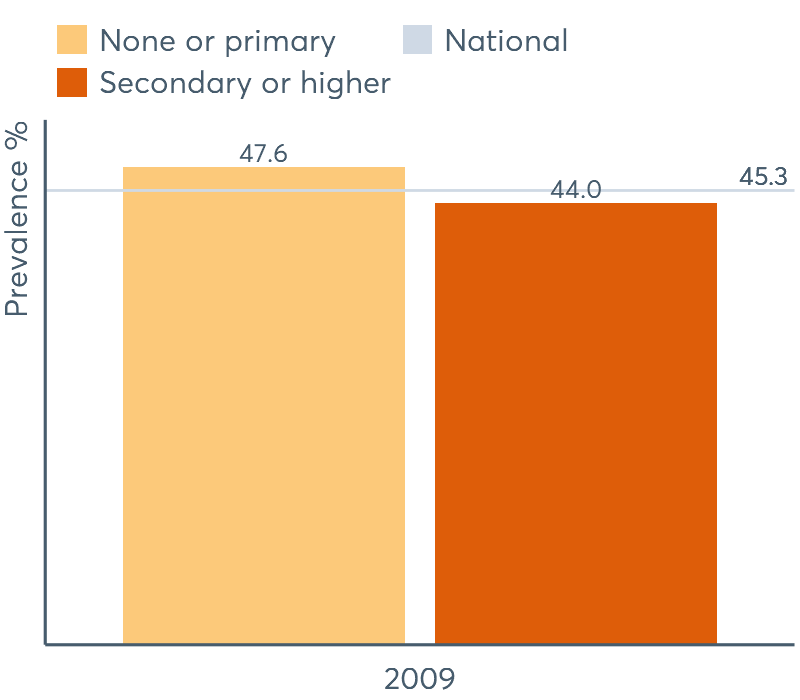 None or primary
National
Secondary or higher
Prevalence %
47.6
44.0
45.3
2009